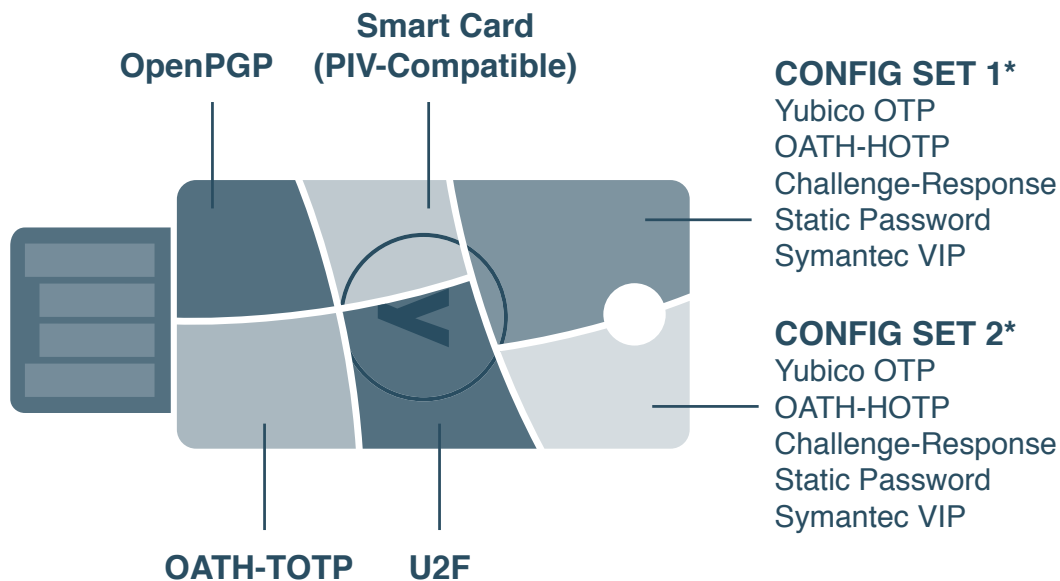 OpenPGP
Smart Card
(PIV-Compatible)
CONFIG SET 1*
Yubico OTP
OATH-HOTP
Challenge-Response
Static Password
Symantec VIP
CONFIG SET 2*
Yubico OTP
OATH-HOTP
Challenge-Response
Static Password
Symantec VIP
OATH-TOTP
U2F
Y